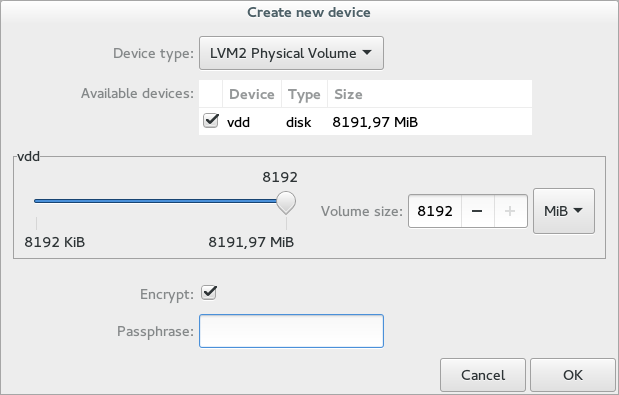 Create new device
Device type: LVM2 Physical Volume
Available devices:
Device Type Size
vdd disk 8191,97 MiB
vdd
8192
Volume size: 8192 MiB
8192 KiB 8191,97 MiB
Encrypt:
Passphrase:
Cancel OK